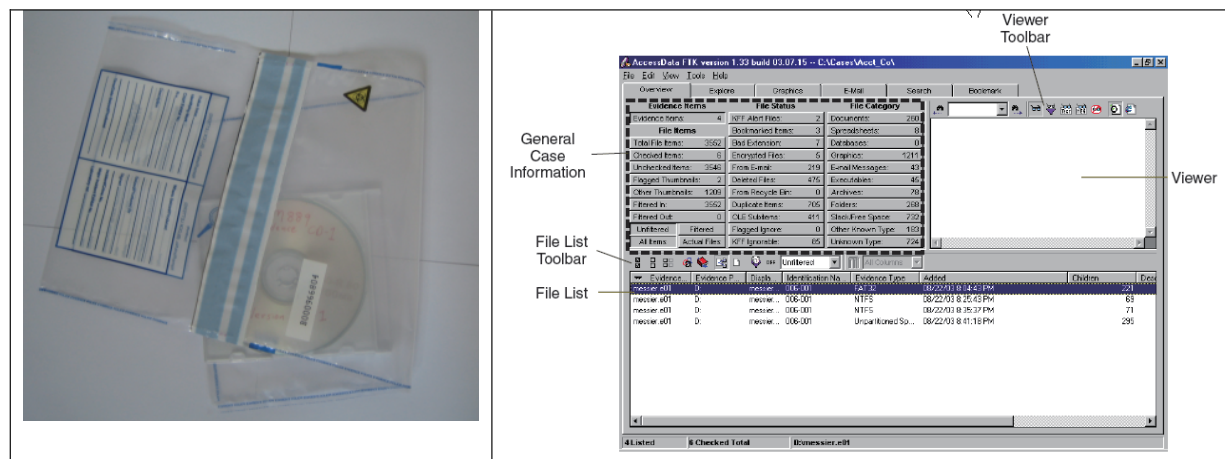 B000966804
Viewer
Toolbar
AccessData FTK version 1.33 build 03.07.15 -- C:\Cases\Acct_Co\
File Edit View Tools Help
Overview Explore Graphics E-Mail Search Bookmark
Evidence Items File Status File Category
Evidence Items: 4 KFF Alert Files: 2 Documents: 260
File Items Bookmarked Items: 3 Spreadsheets: 8
Total File Items: 3552 Bad Extension: 7 Databases: 0
Checked Items: 6 Encrypted Files: 5 Graphics: 1211
Unchecked Items: 3546 From E-mail: 219 E-mail Messages: 43
Flagged Thumbnails: 2 Deleted Files: 475 Executables: 45
Other Thumbnails: 1209 From Recycle Bin: 0 Archives: 78
Filtered In: 3552 Duplicate Items: 705 Folders: 268
Filtered Out: 0 OLE Subitems: 411 Slack/Free Space: 732
Unfiltered Filtered Flagged Ignore: 0 Other Known Type: 183
All Items Actual Files KFF Ignorable: 85 Unknown Type: 724
General
Case
Information
Viewer
File List
Toolbar
Unfiltered All Columns
File List
Evidence... Evidence P... Displa... Identification Na... Evidence Type Added Children
messier.e01 D: messier... 006-001 FAT32 08/22/03 8:04:43 PM 221
messier.e01 D: messier... 006-001 NTFS 08/22/03 8:25:43 PM 69
messier.e01 D: messier... 006-001 NTFS 08/22/03 8:35:37 PM 71
messier.e01 D: messier... 006-001 Unpartitioned Sp... 08/22/03 8:41:18 PM 295
4 Listed 6 Checked Total D:\messier.e01